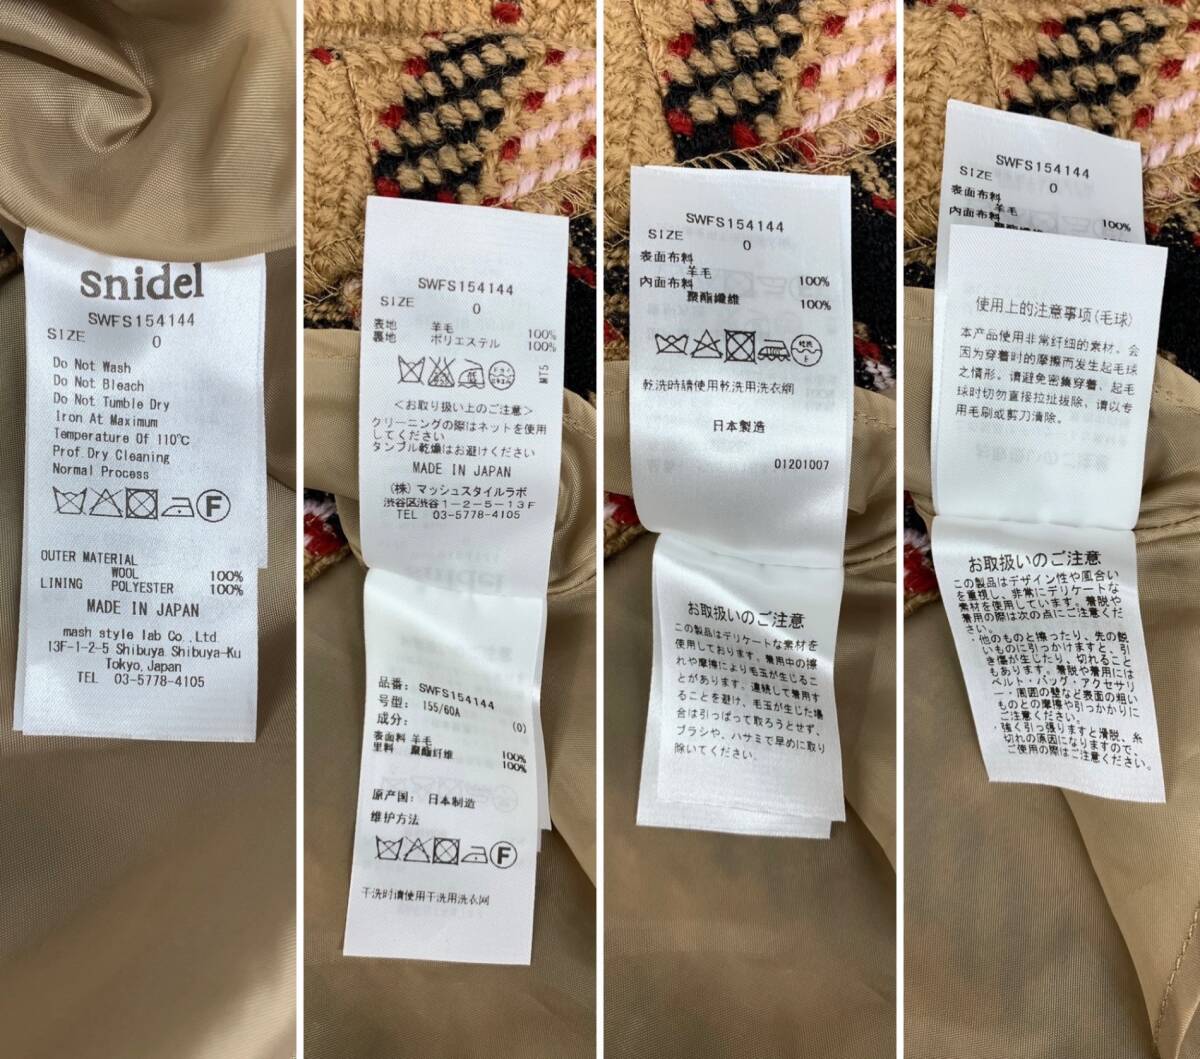 snidel
SWFS154144
SIZE 0
Do Not Wash
Do Not Bleach
Do Not Tumble Dry
Iron At Maximum
Temperature Of 110℃
Prof.Dry Cleaning
Normal Process
F
OUTER MATERIAL
WOOL 100%
LINING POLYESTER 100%
MADE IN JAPAN
mash style lab Co.,Ltd.
13F-1-2-5 Shibuya Shibuya-Ku
Tokyo,Japan
TEL 03-5778-4105
SWFS154144
SIZE 0
表地 羊毛 100%
裏地 ポリエステル 100%
<お取り扱い上のご注意>
クリーニングの際はネットを使用
してください
タンブル乾燥はお避けください
MADE IN JAPAN
(株)マッシュスタイルラボ
渋谷区渋谷1-2-5-13F
TEL 03-5778-4105
品番: SWFS154144
号型: 155/60A (0)
成分:
表面料 羊毛 100%
里料 聚酯纤维 100%
原产国: 日本制造
维护方法
F
干洗时请使用干洗用洗衣网
SWFS154144
SIZE 0
表面布料
羊毛 100%
內面布料
聚酯纖維 100%
乾洗時請使用乾洗用洗衣網
日本製造
01201007
お取扱いのご注意
この製品はデリケートな素材を
使用しております。着用中の擦
れや摩擦により毛玉が生じるこ
とがあります。連続して着用す
ることを避け、毛玉が生じた場
合は引っぱって取ろうとせず、
ブラシや、ハサミで早めに取り
除いてください。
SWFS154144
SIZE 0
表面布料
羊毛 100%
內面布料
使用上的注意事项(毛球)
本产品使用非常纤细的素材。会
因为穿着时的摩擦而发生起毛球
之情形。请避免密集穿着、起毛
球时切勿直接拉扯拔除、请以专
用毛刷或剪刀清除。
お取扱いのご注意
この製品はデザイン性や風合い
を重視し、非常にデリケートな
素材を使用しています。着脱や
着用の際は次の点にご注意くだ
さい。
・他のものと擦ったり、先の鋭
いものに引っかけますと、引
き傷が生じたり、切れること
もあります。着脱や着用には
ベルト・バッグ・アクセサリ
ー・周囲の壁など表面の粗い
ものとの摩擦や引っかかりに
ご注意ください。
・強く引っ張りますと滑脱、糸
切れの原因になりますので、
ご使用の際はご注意ください。